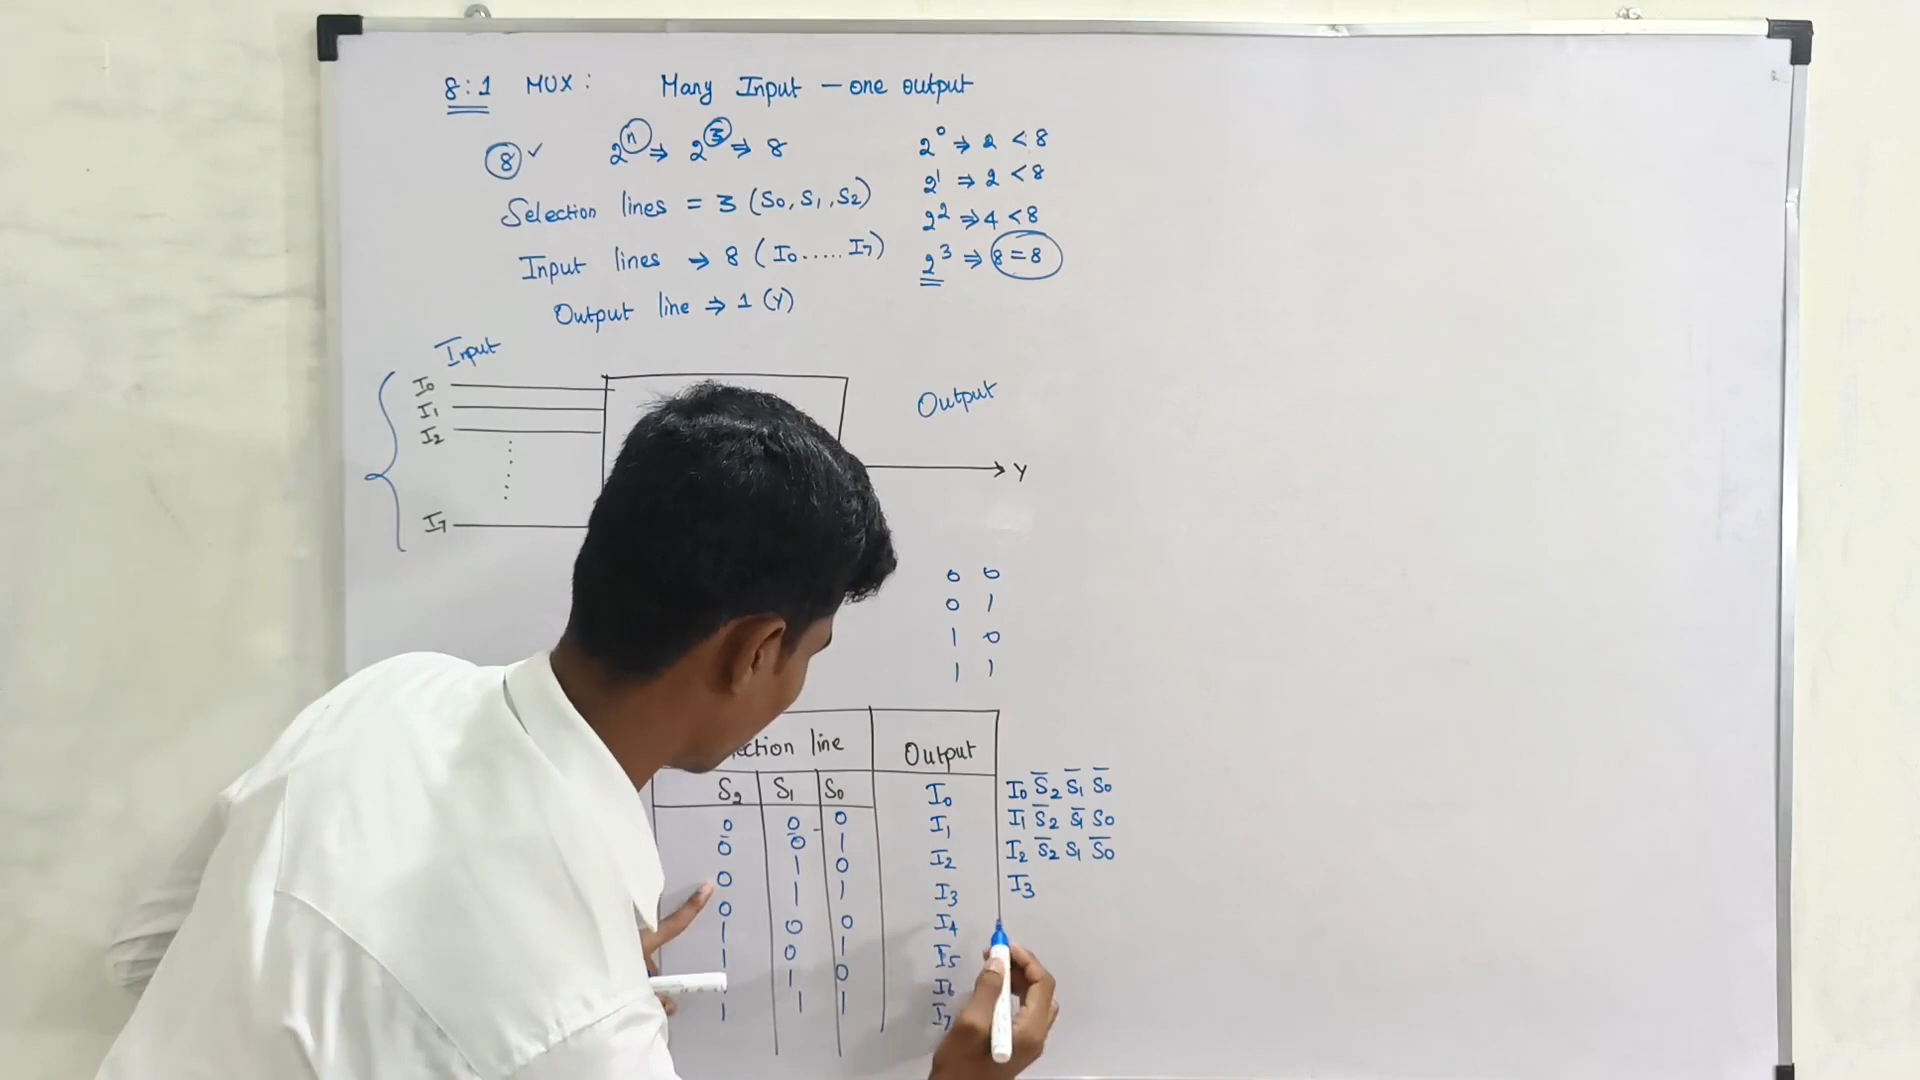 8:1 MUX: Many Input — one output
8 ✓ 2ⁿ ⇒ 2³ ⇒ 8
2⁰ ⇒ 2 < 8
2¹ ⇒ 2 < 8
2² ⇒ 4 < 8
2³ ⇒ 8 = 8
Selection lines = 3 (S0, S1, S2)
Input lines → 8 (I0.....I7)
Output line ⇒ 1 (Y)
Input
I0
I1
I2
I7
Output
Y
0 0
0 1
1 0
1 1
ection line Output
S2 S1 S0
0 0 0 I0 I0 S̅2 S̅1 S̅0
0 0 1 I1 I1 S̅2 S̅1 S0
0 1 0 I2 I2 S̅2 S1 S̅0
0 1 1 I3 I3
1 0 0 I4
1 0 1 I5
1 0 I6
1 1 1 I7